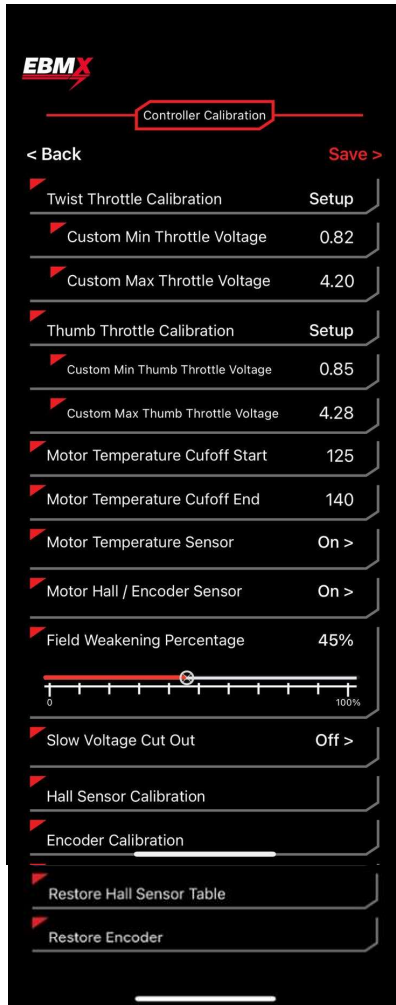 EBMX
Controller Calibration
< Back Save >
Twist Throttle Calibration Setup
Custom Min Throttle Voltage 0.82
Custom Max Throttle Voltage 4.20
Thumb Throttle Calibration Setup
Custom Min Thumb Throttle Voltage 0.85
Custom Max Thumb Throttle Voltage 4.28
Motor Temperature Cufoff Start 125
Motor Temperature Cufoff End 140
Motor Temperature Sensor On >
Motor Hall / Encoder Sensor On >
Field Weakening Percentage 45%
0 100%
Slow Voltage Cut Out Off >
Hall Sensor Calibration
Encoder Calibration
Restore Hall Sensor Table
Restore Encoder